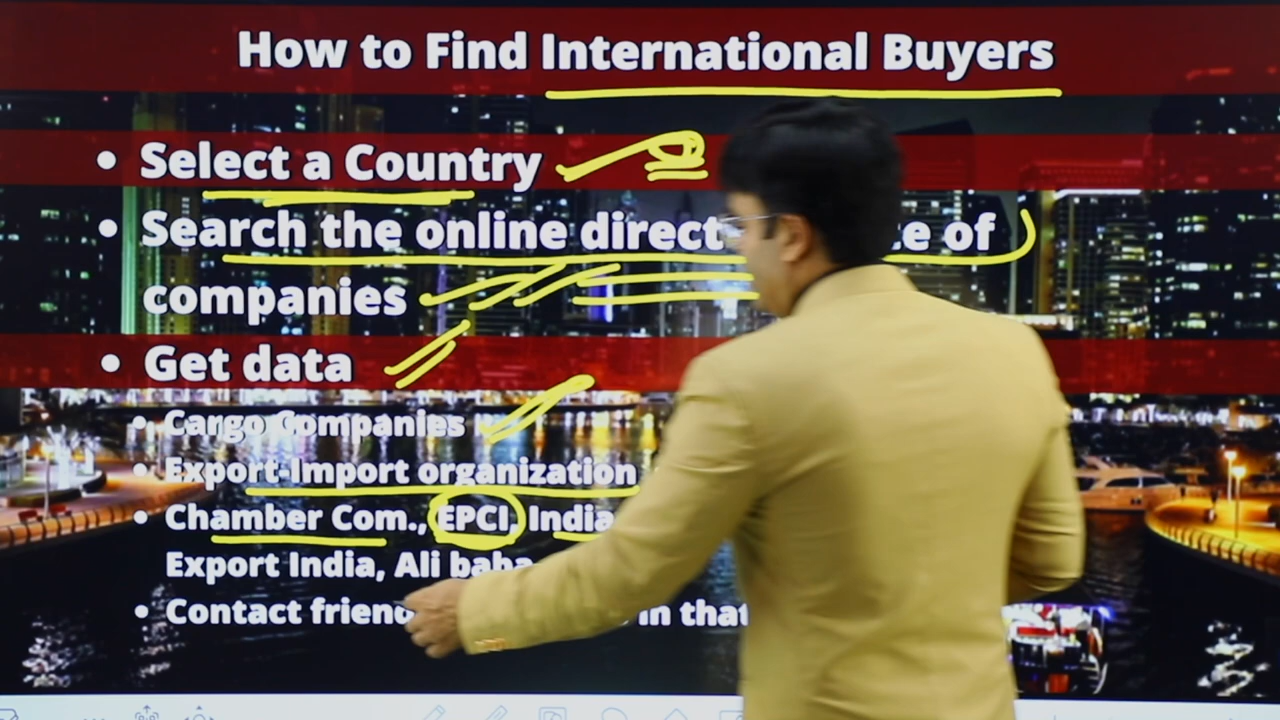 How to Find International Buyers
• Select a Country
• Search the online direct of
companies
• Get data
• Cargo Companies
• Export-Import organization
• Chamber Com., EPCI, India
Export India, Ali baba
• Contact in that